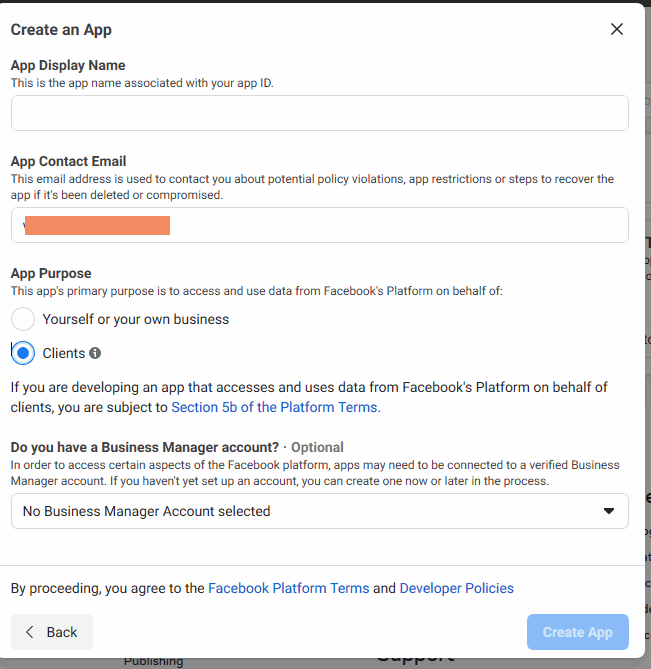 Create an App
App Display Name
This is the app name associated with your app ID.
App Contact Email
This email address is used to contact you about potential policy violations, app restrictions or steps to recover the
app if it's been deleted or compromised.
App Purpose
This app's primary purpose is to access and use data from Facebook's Platform on behalf of:
Yourself or your own business
Clients
If you are developing an app that accesses and uses data from Facebook's Platform on behalf of
clients, you are subject to Section 5b of the Platform Terms.
Do you have a Business Manager account? · Optional
In order to access certain aspects of the Facebook platform, apps may need to be connected to a verified Business
Manager account. If you haven't yet set up an account, you can create one now or later in the process.
No Business Manager Account selected
By proceeding, you agree to the Facebook Platform Terms and Developer Policies
Back
Create App
Publishing
Support